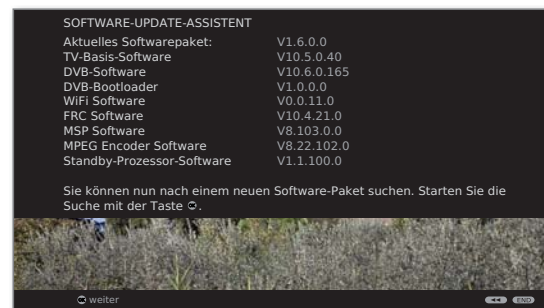 SOFTWARE-UPDATE-ASSISTENT
Aktuelles Softwarepaket: V1.6.0.0
TV-Basis-Software V10.5.0.40
DVB-Software V10.6.0.165
DVB-Bootloader V1.0.0.0
WiFi Software V0.0.11.0
FRC Software V10.4.21.0
MSP Software V8.103.0.0
MPEG Encoder Software V8.22.102.0
Standby-Prozessor-Software V1.1.100.0
Sie können nun nach einem neuen Software-Paket suchen. Starten Sie die
Suche mit der Taste OK.
OK weiter END